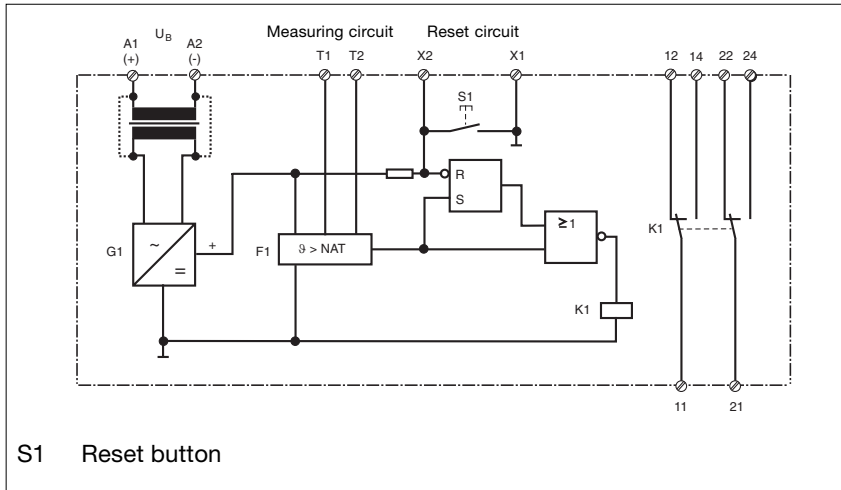 U_B Measuring circuit Reset circuit
A1 A2 T1 T2 X2 X1 12 14 22 24
(+) (-)
S1
R
S
≥1
+
~
=
G1 F1 ϑ > NAT K1
K1
11 21
S1 Reset button